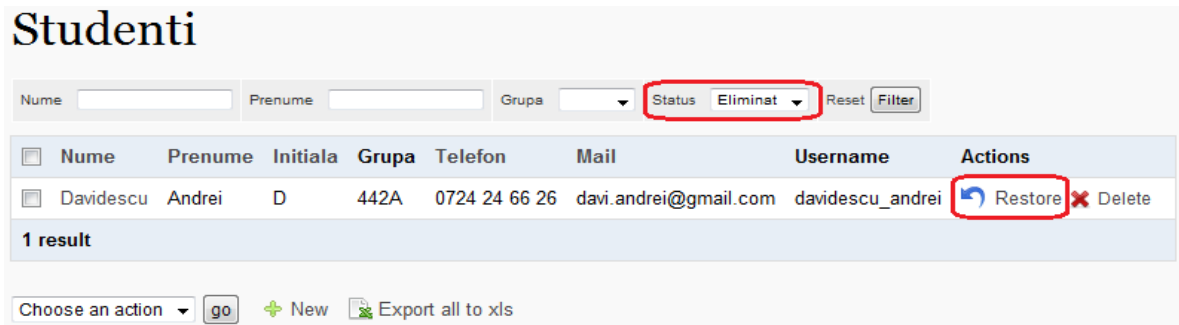 Studenti
Nume Prenume Grupa Status Eliminat Reset Filter
Nume Prenume Initiala Grupa Telefon Mail Username Actions
Davidescu Andrei D 442A 0724 24 66 26 davi.andrei@gmail.com davidescu_andrei Restore Delete
1 result
Choose an action go New Export all to xls